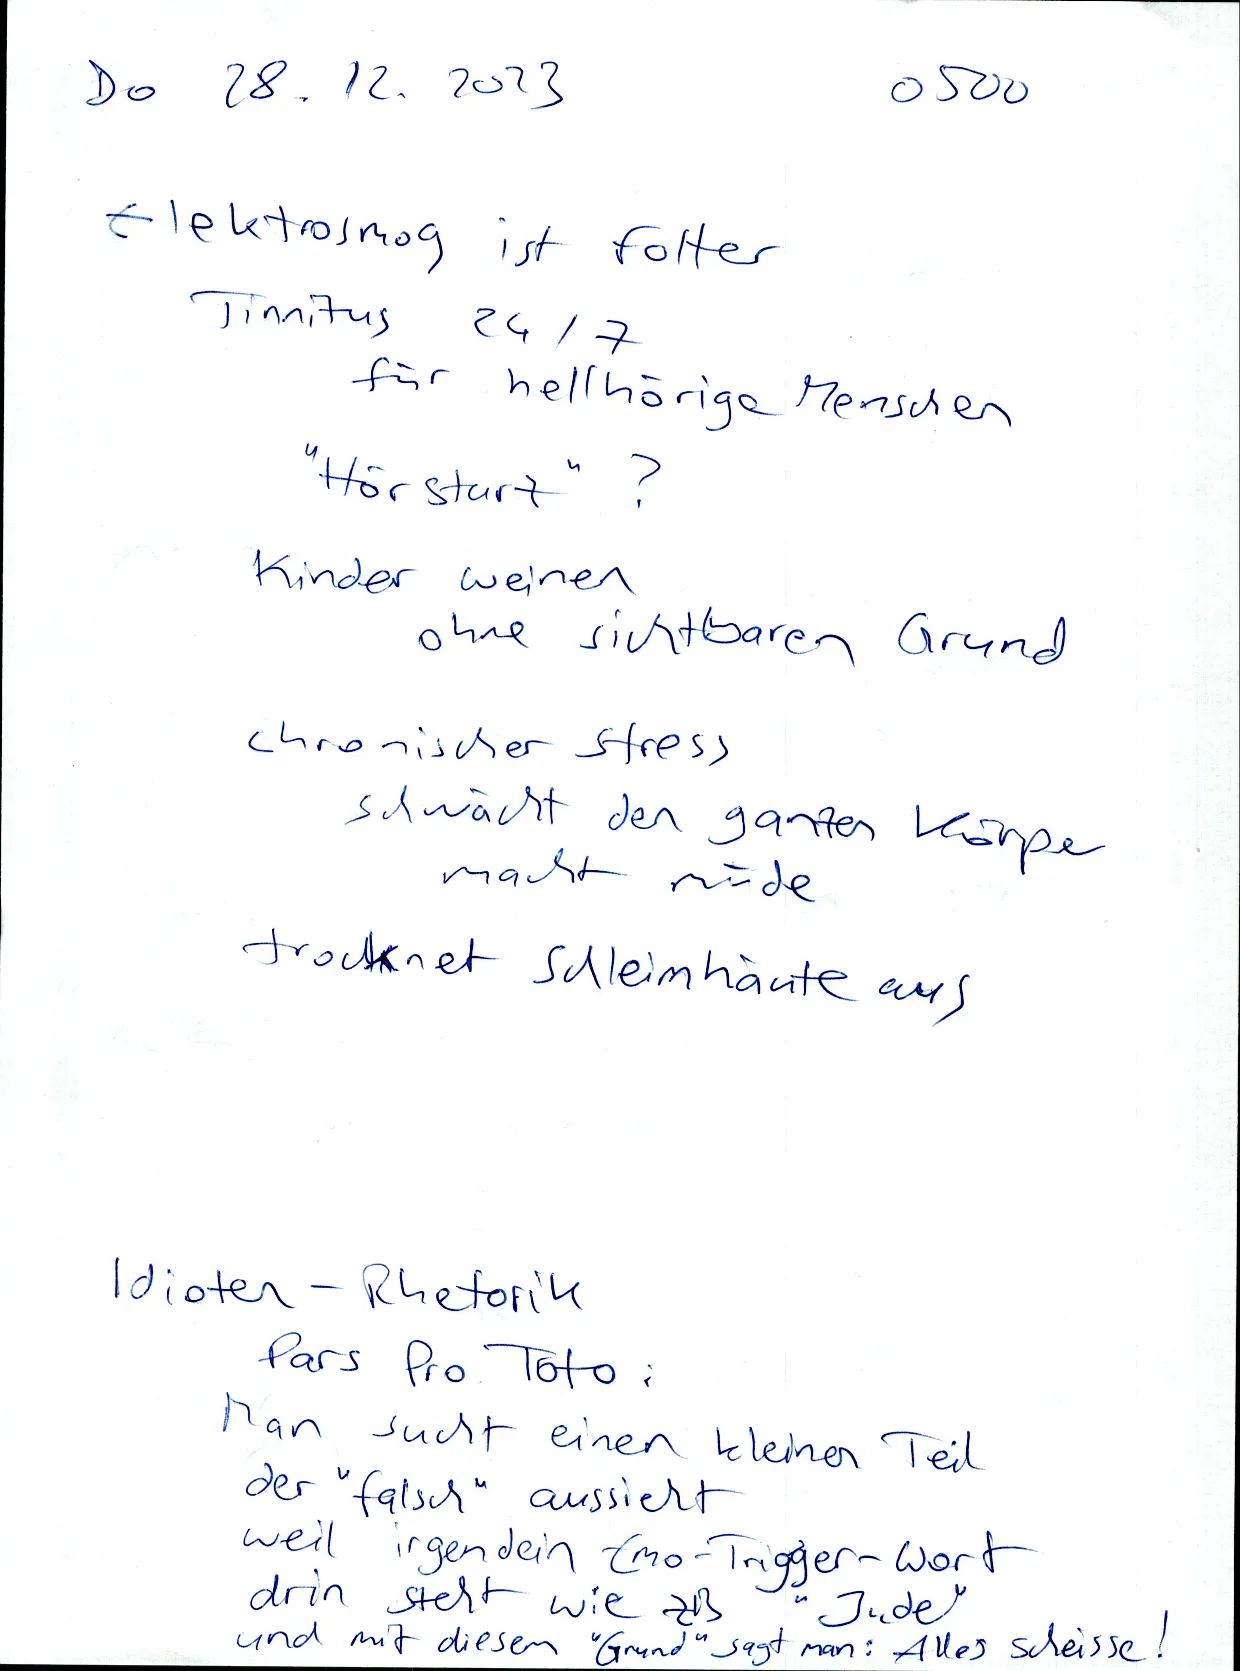 Do 28.12.2023 0500
Elektrosmog ist Folter
Tinnitus 24/7
für hellhörige Menschen
"Hörsturz"?
Kinder weinen
ohne sichtbaren Grund
chronischer Stress
schwächt den ganzen Körpe
macht müde
trocknet Schleimhäute aus
Idioten-Rhetorik
Pars Pro Toto:
Man sucht einen kleinen Teil
der "falsch" aussieht
weil irgendein Emo-Trigger-Wort
drin steht wie zB "Jude"
und mit diesem "Grund" sagt man: Alles scheisse!